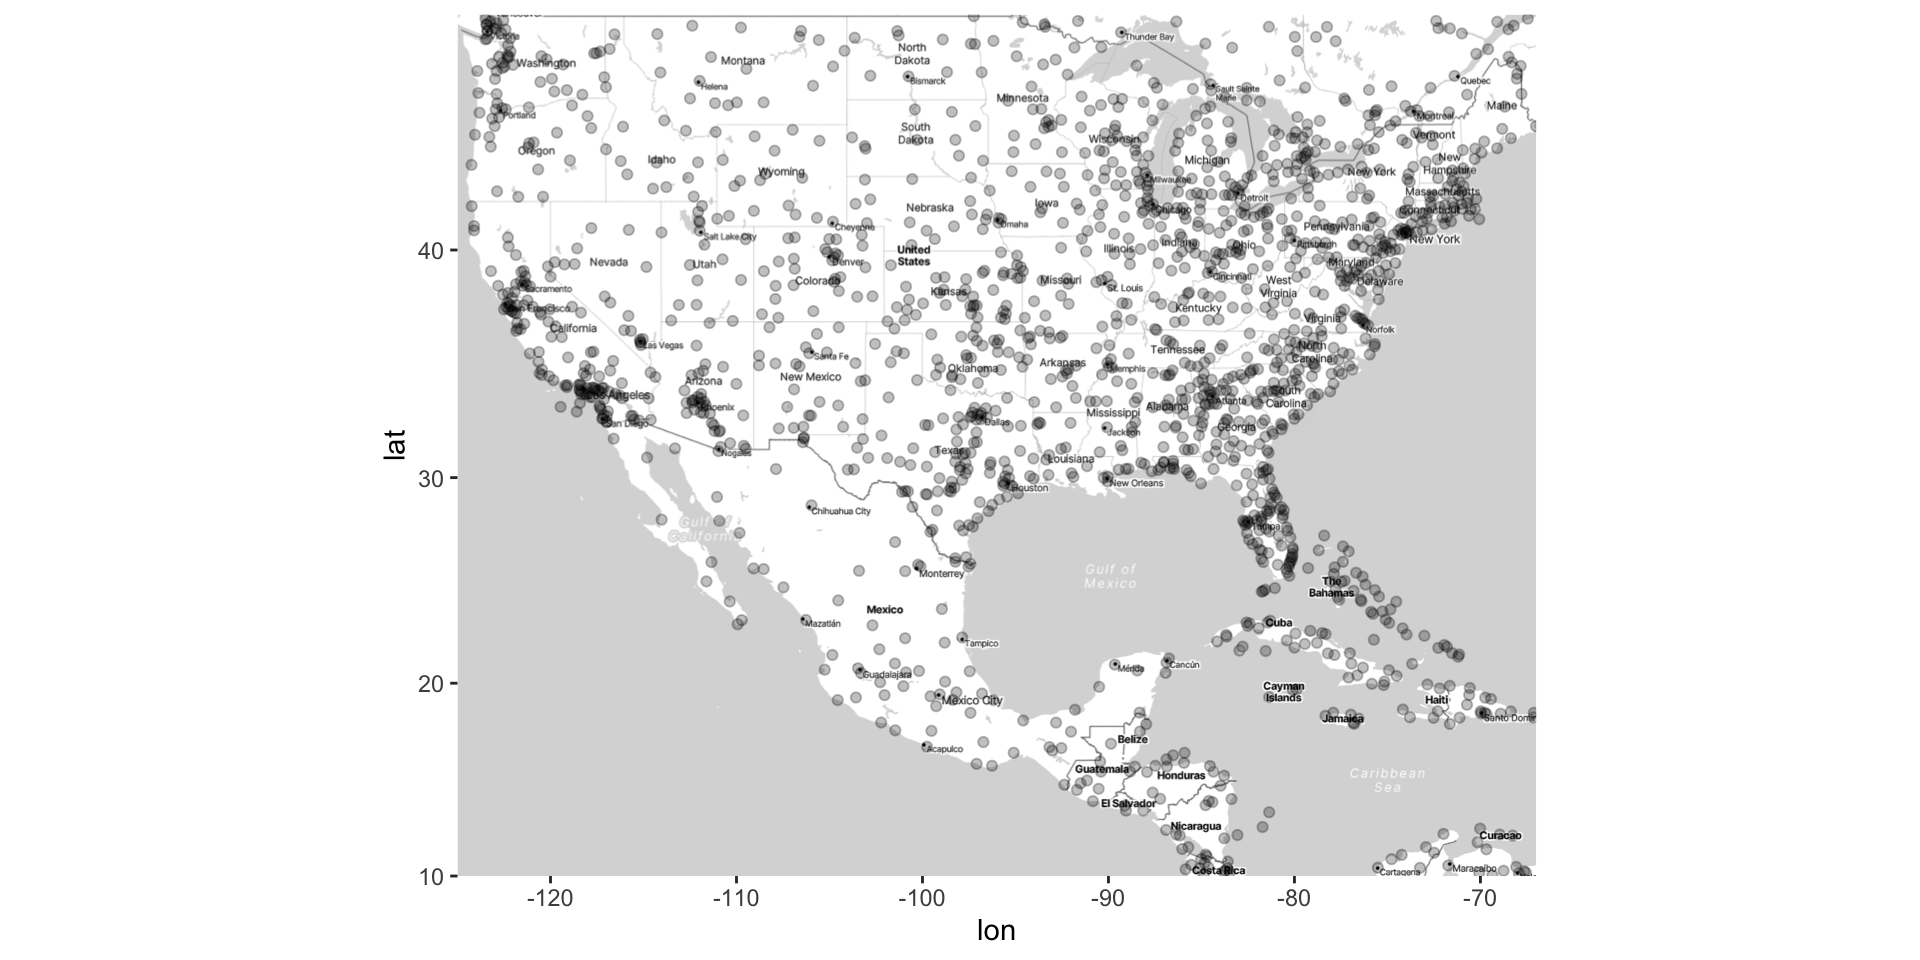 Vancouver
Victoria
Washington
Montana
North
Dakota
Thunder Bay
Helena
Bismarck
Quebec
Sault Sainte
Marie
Minnesota
Maine
Portland
Montreal
South
Dakota
Wisconsin
Vermont
Oregon
Idaho
Michigan
New
Hampshire
Wyoming
New York
Milwaukee
Massachusetts
Detroit
Nebraska
Iowa
Chicago
Connecticut
Omaha
Cheyenne
Salt Lake City
Pennsylvania
New York
Indiana
Ohio
Pittsburgh
40
United
States
Illinois
Nevada
Utah
Denver
Maryland
Colorado
Missouri
Cincinnati
Delaware
Sacramento
Kansas
St. Louis
West
Virginia
San Francisco
Kentucky
California
Virginia
Norfolk
Las Vegas
Tennessee
North
Carolina
Santa Fe
Arkansas
Memphis
Oklahoma
Arizona
New Mexico
Los Angeles
South
Carolina
Atlanta
Phoenix
Alabama
Mississippi
San Diego
Dallas
Georgia
Jackson
Nogales
Texas
Louisiana
30
Houston
New Orleans
Chihuahua City
Gulf of
California
Tampa
Monterrey
Gulf of
Mexico
The
Bahamas
Mexico
Mazatlán
Cuba
Tampico
Mérida
Cancún
Guadalajara
20
Cayman
Islands
Mexico City
Haiti
Jamaica
Santo Domin
Acapulco
Belize
Guatemala
Honduras
Caribbean
Sea
El Salvador
Nicaragua
Curacao
Costa Rica
Cartagena
Maracaibo
10
-120
-110
-100
-90
-80
-70
lon
lat